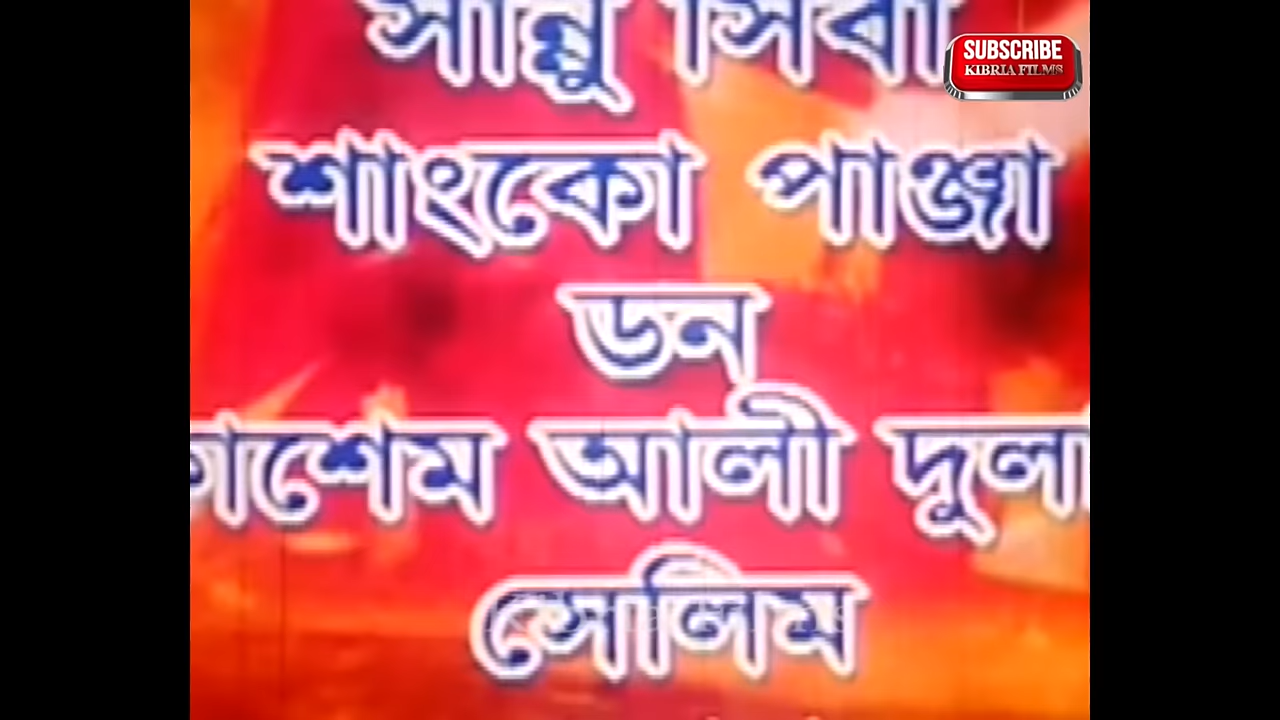 সান্নু সিবা
SUBSCRIBE
KIBRIA FILMS
শাংকো পাঞ্জা
ডন
আলী
সেলিম